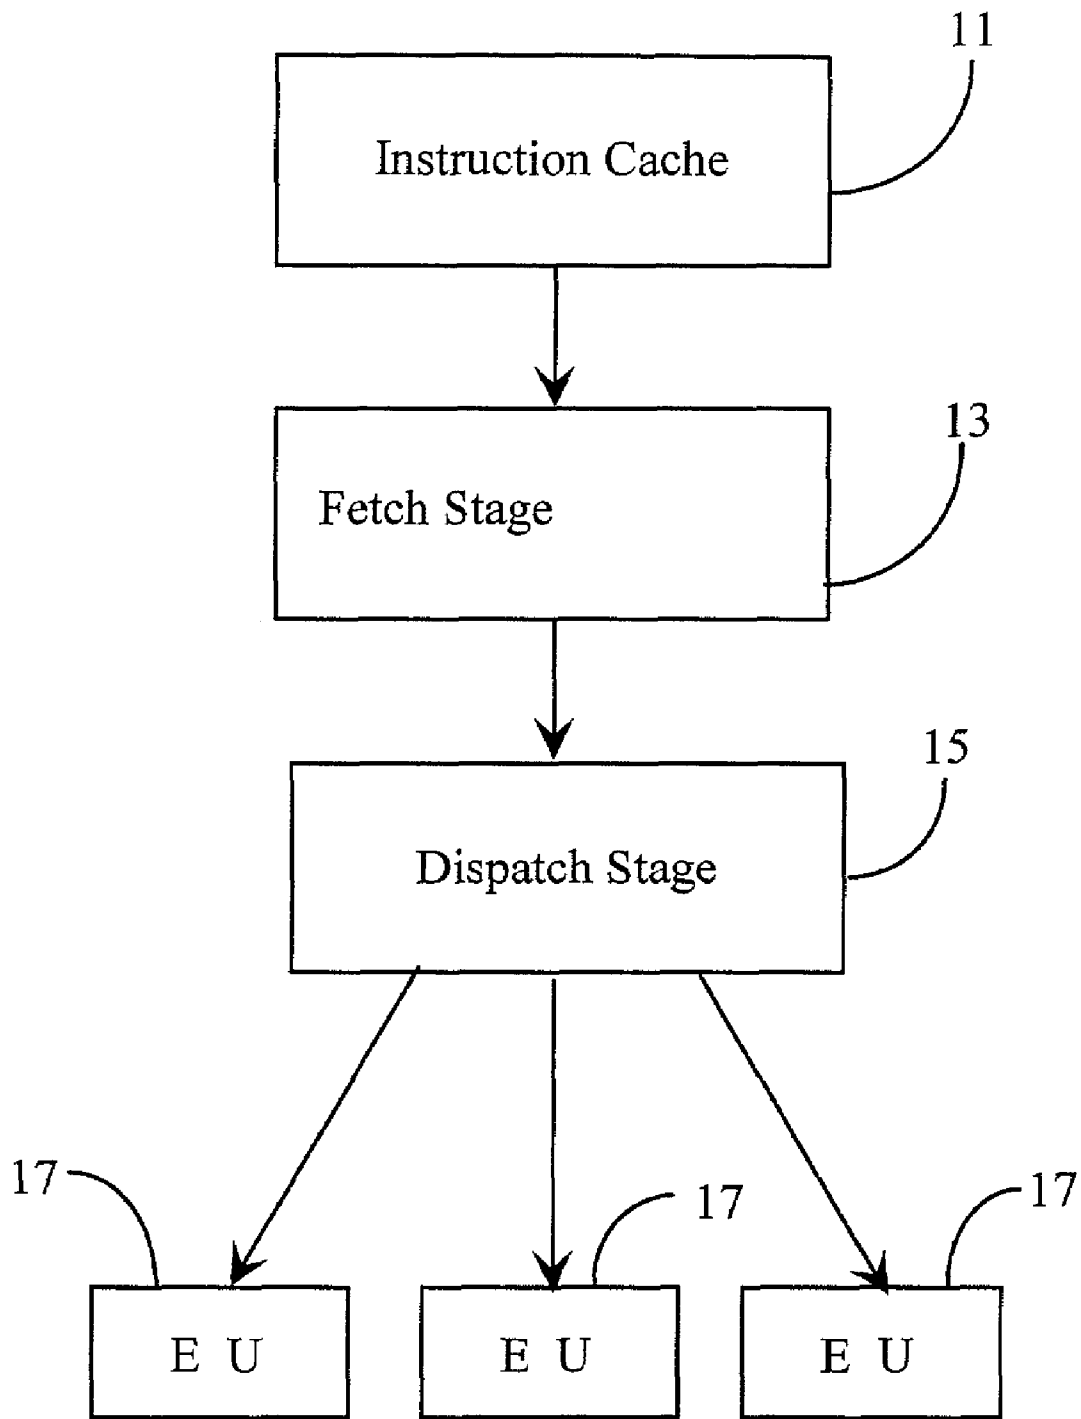 11
Instruction Cache
13
Fetch Stage
15
Dispatch Stage
17
17
17
E U
E U
E U